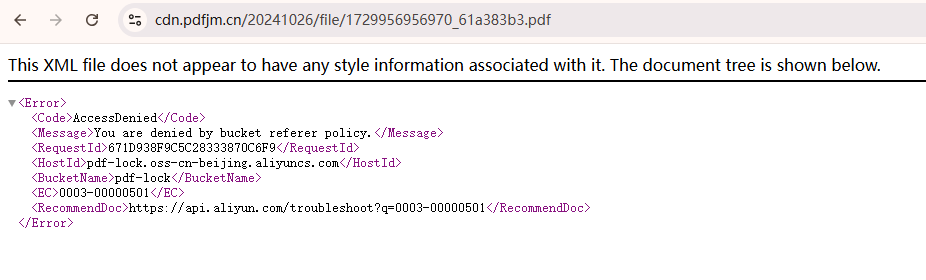 cdn.pdfjm.cn/20241026/file/1729956956970_61a383b3.pdf
This XML file does not appear to have any style information associated with it. The document tree is shown below.
▼<Error>
<Code>AccessDenied</Code>
<Message>You are denied by bucket referer policy.</Message>
<RequestId>671D938F9C5C28333870C6F9</RequestId>
<HostId>pdf-lock.oss-cn-beijing.aliyuncs.com</HostId>
<BucketName>pdf-lock</BucketName>
<EC>0003-00000501</EC>
<RecommendDoc>https://api.aliyun.com/troubleshoot?q=0003-00000501</RecommendDoc>
</Error>